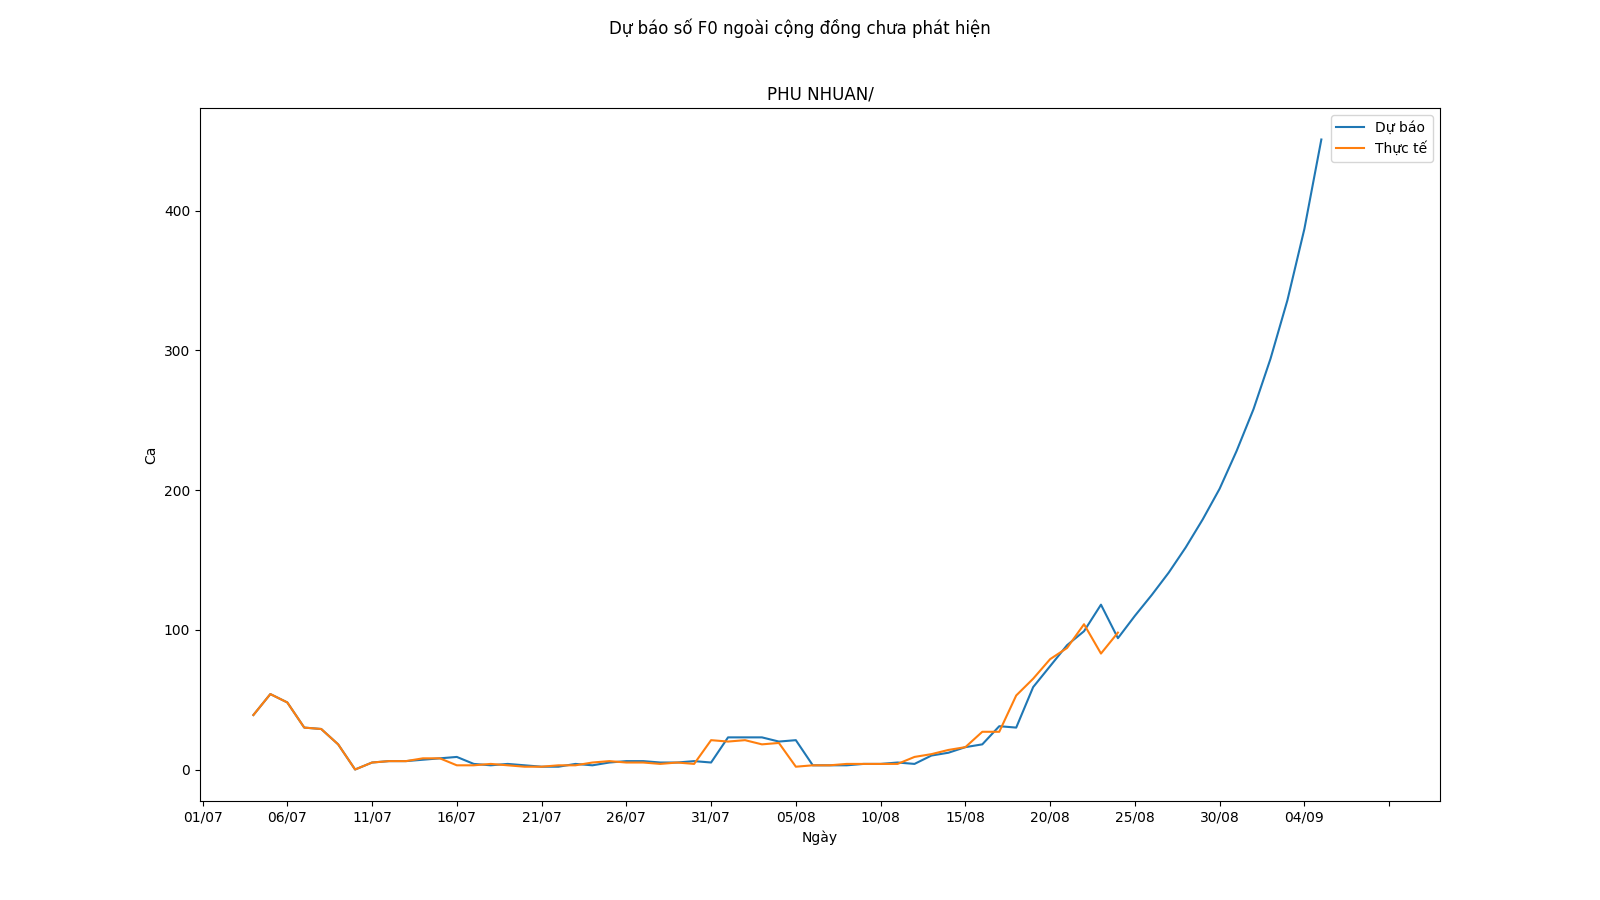 Dự báo số F0 ngoài cộng đồng chưa phát hiện
PHU NHUAN/
Dự báo
Thực tế
400
300
Ca
200
100
0
01/07 06/07 11/07 16/07 21/07 26/07 31/07 05/08 10/08 15/08 20/08 25/08 30/08 04/09
Ngày